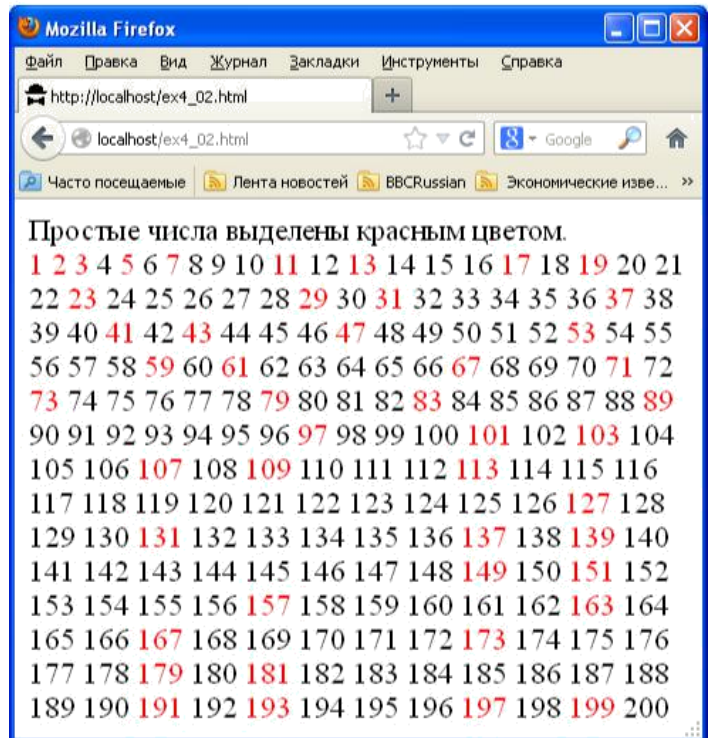 Mozilla Firefox
Файл Правка Вид Журнал Закладки Инструменты Справка
http://localhost/ex4_02.html +
localhost/ex4_02.html 8 Google
Часто посещаемые Лента новостей BBCRussian Экономические изве... »
Простые числа выделены красным цветом.
1 2 3 4 5 6 7 8 9 10 11 12 13 14 15 16 17 18 19 20 21
22 23 24 25 26 27 28 29 30 31 32 33 34 35 36 37 38
39 40 41 42 43 44 45 46 47 48 49 50 51 52 53 54 55
56 57 58 59 60 61 62 63 64 65 66 67 68 69 70 71 72
73 74 75 76 77 78 79 80 81 82 83 84 85 86 87 88 89
90 91 92 93 94 95 96 97 98 99 100 101 102 103 104
105 106 107 108 109 110 111 112 113 114 115 116
117 118 119 120 121 122 123 124 125 126 127 128
129 130 131 132 133 134 135 136 137 138 139 140
141 142 143 144 145 146 147 148 149 150 151 152
153 154 155 156 157 158 159 160 161 162 163 164
165 166 167 168 169 170 171 172 173 174 175 176
177 178 179 180 181 182 183 184 185 186 187 188
189 190 191 192 193 194 195 196 197 198 199 200